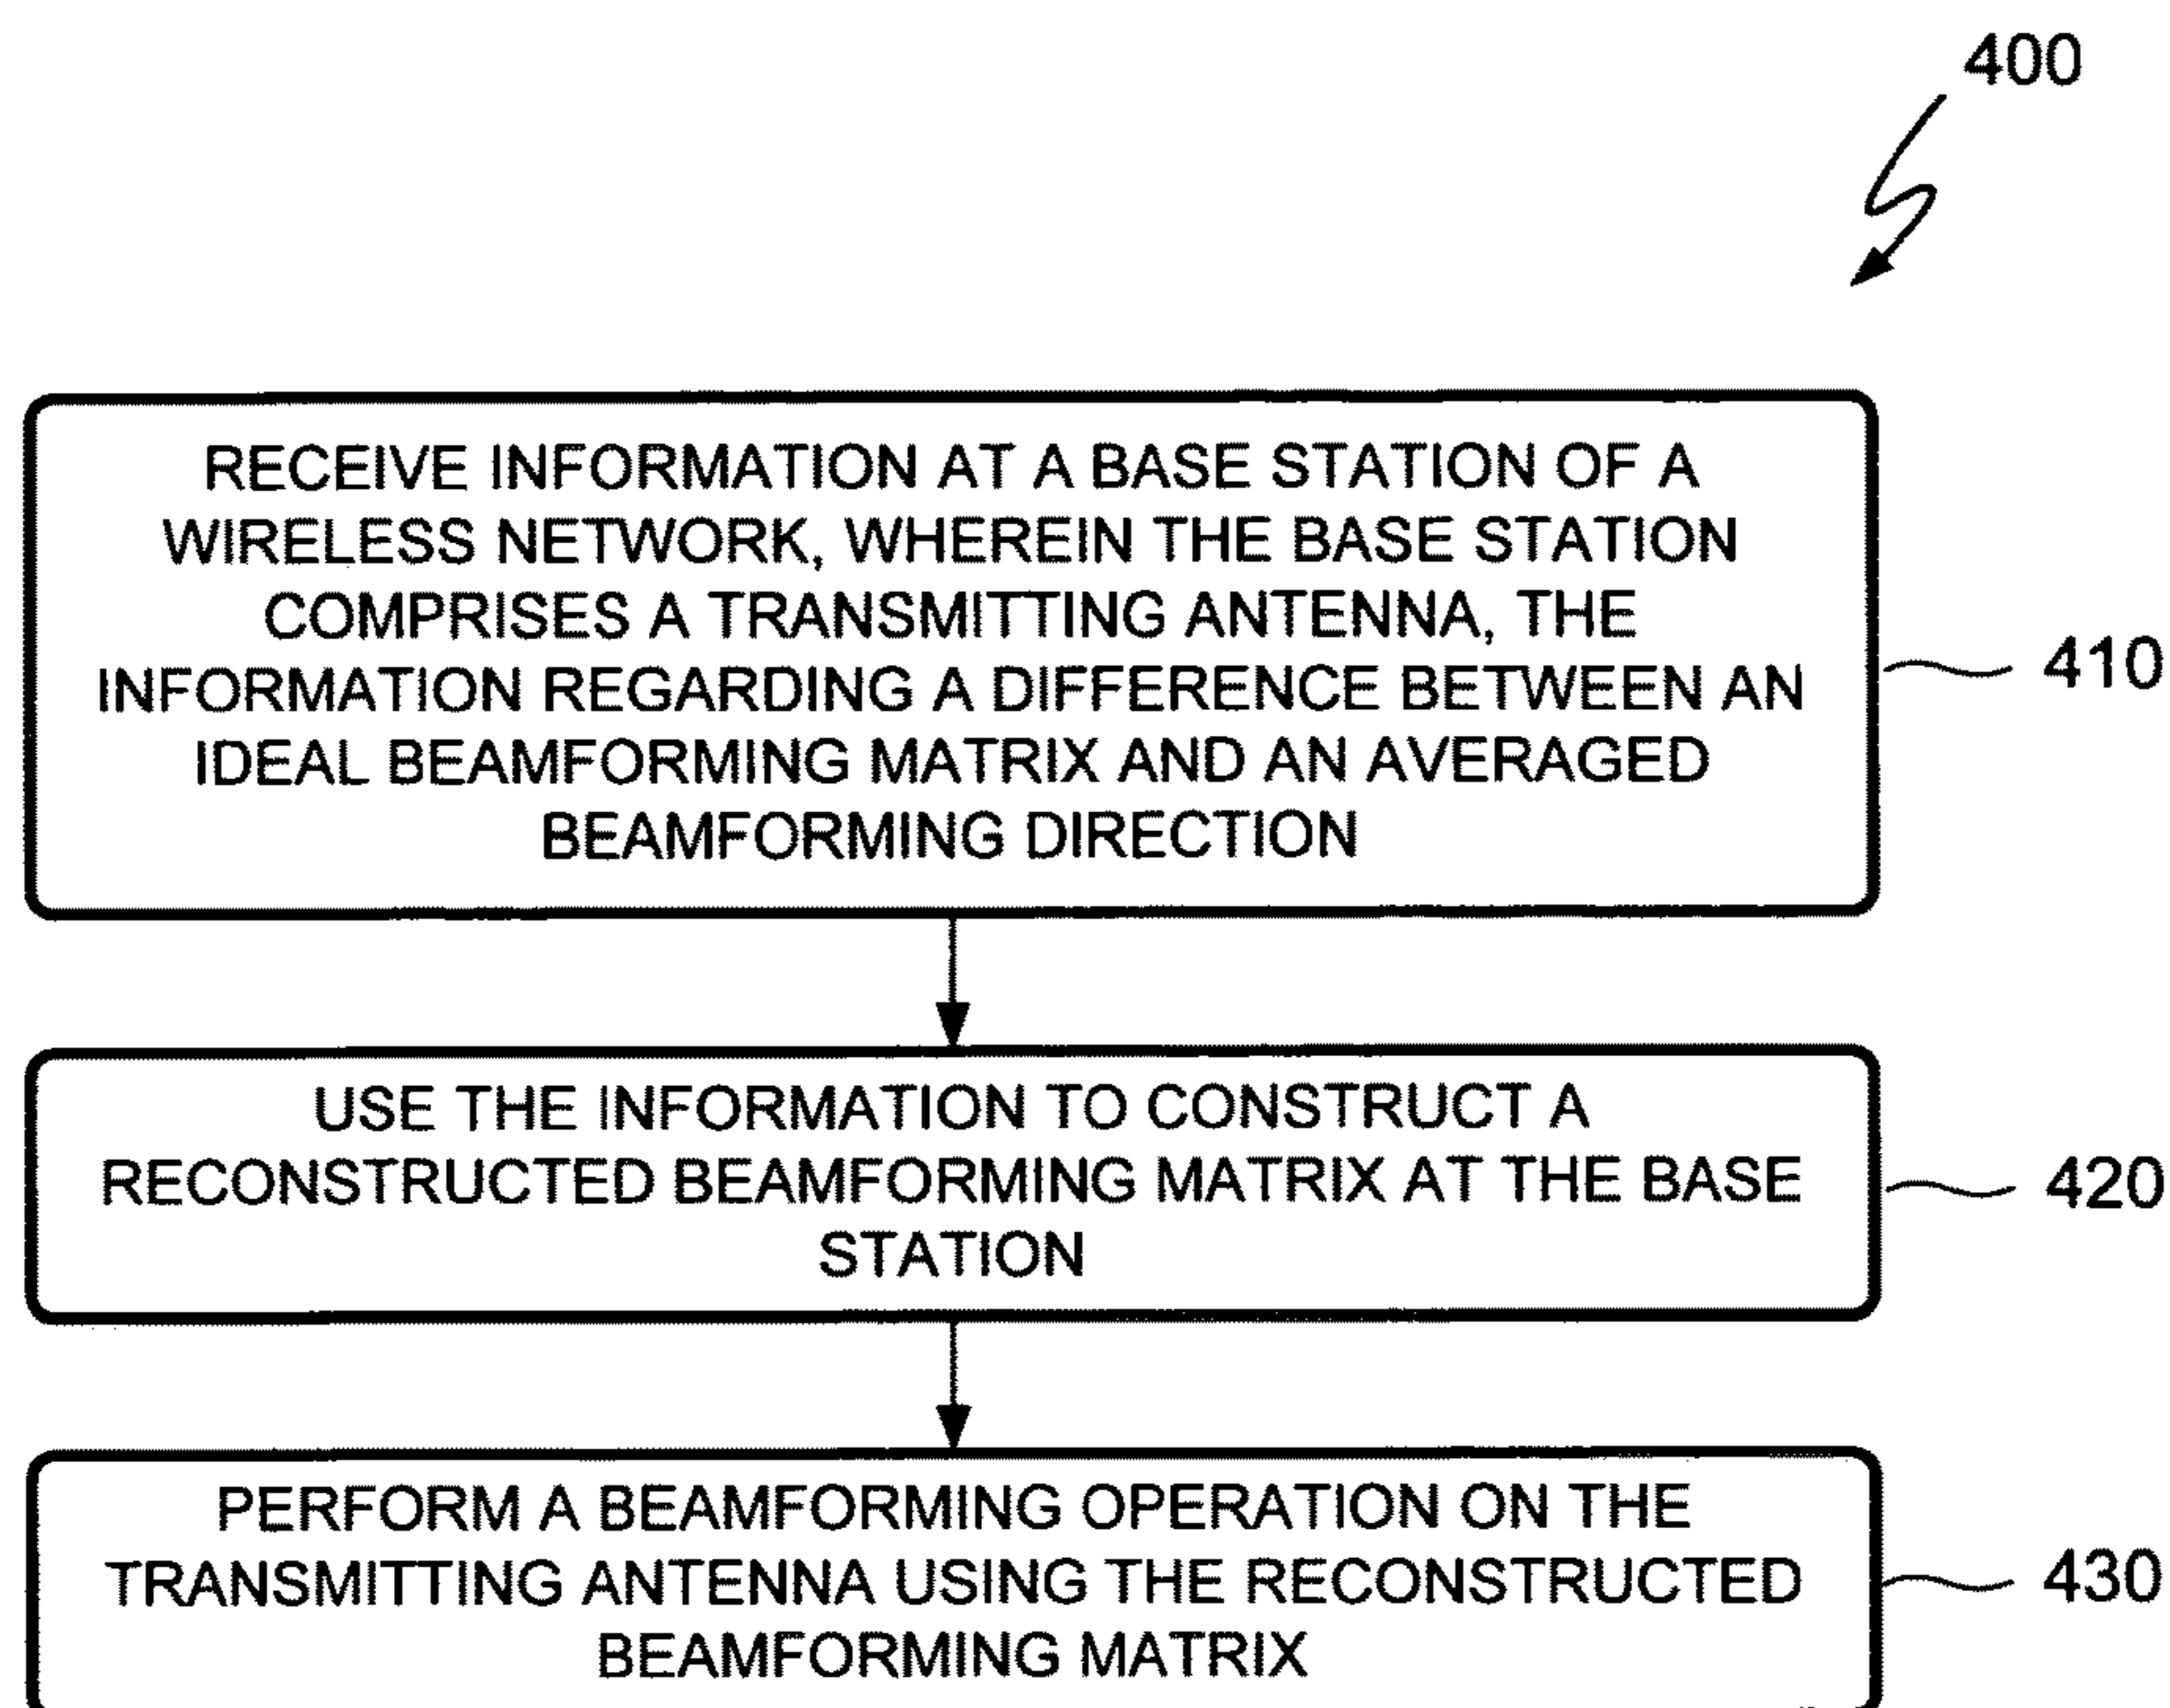 400
RECEIVE INFORMATION AT A BASE STATION OF A
WIRELESS NETWORK, WHEREIN THE BASE STATION
COMPRISES A TRANSMITTING ANTENNA, THE
INFORMATION REGARDING A DIFFERENCE BETWEEN AN
IDEAL BEAMFORMING MATRIX AND AN AVERAGED
BEAMFORMING DIRECTION
410
USE THE INFORMATION TO CONSTRUCT A
RECONSTRUCTED BEAMFORMING MATRIX AT THE BASE
STATION
420
PERFORM A BEAMFORMING OPERATION ON THE
TRANSMITTING ANTENNA USING THE RECONSTRUCTED
BEAMFORMING MATRIX
430